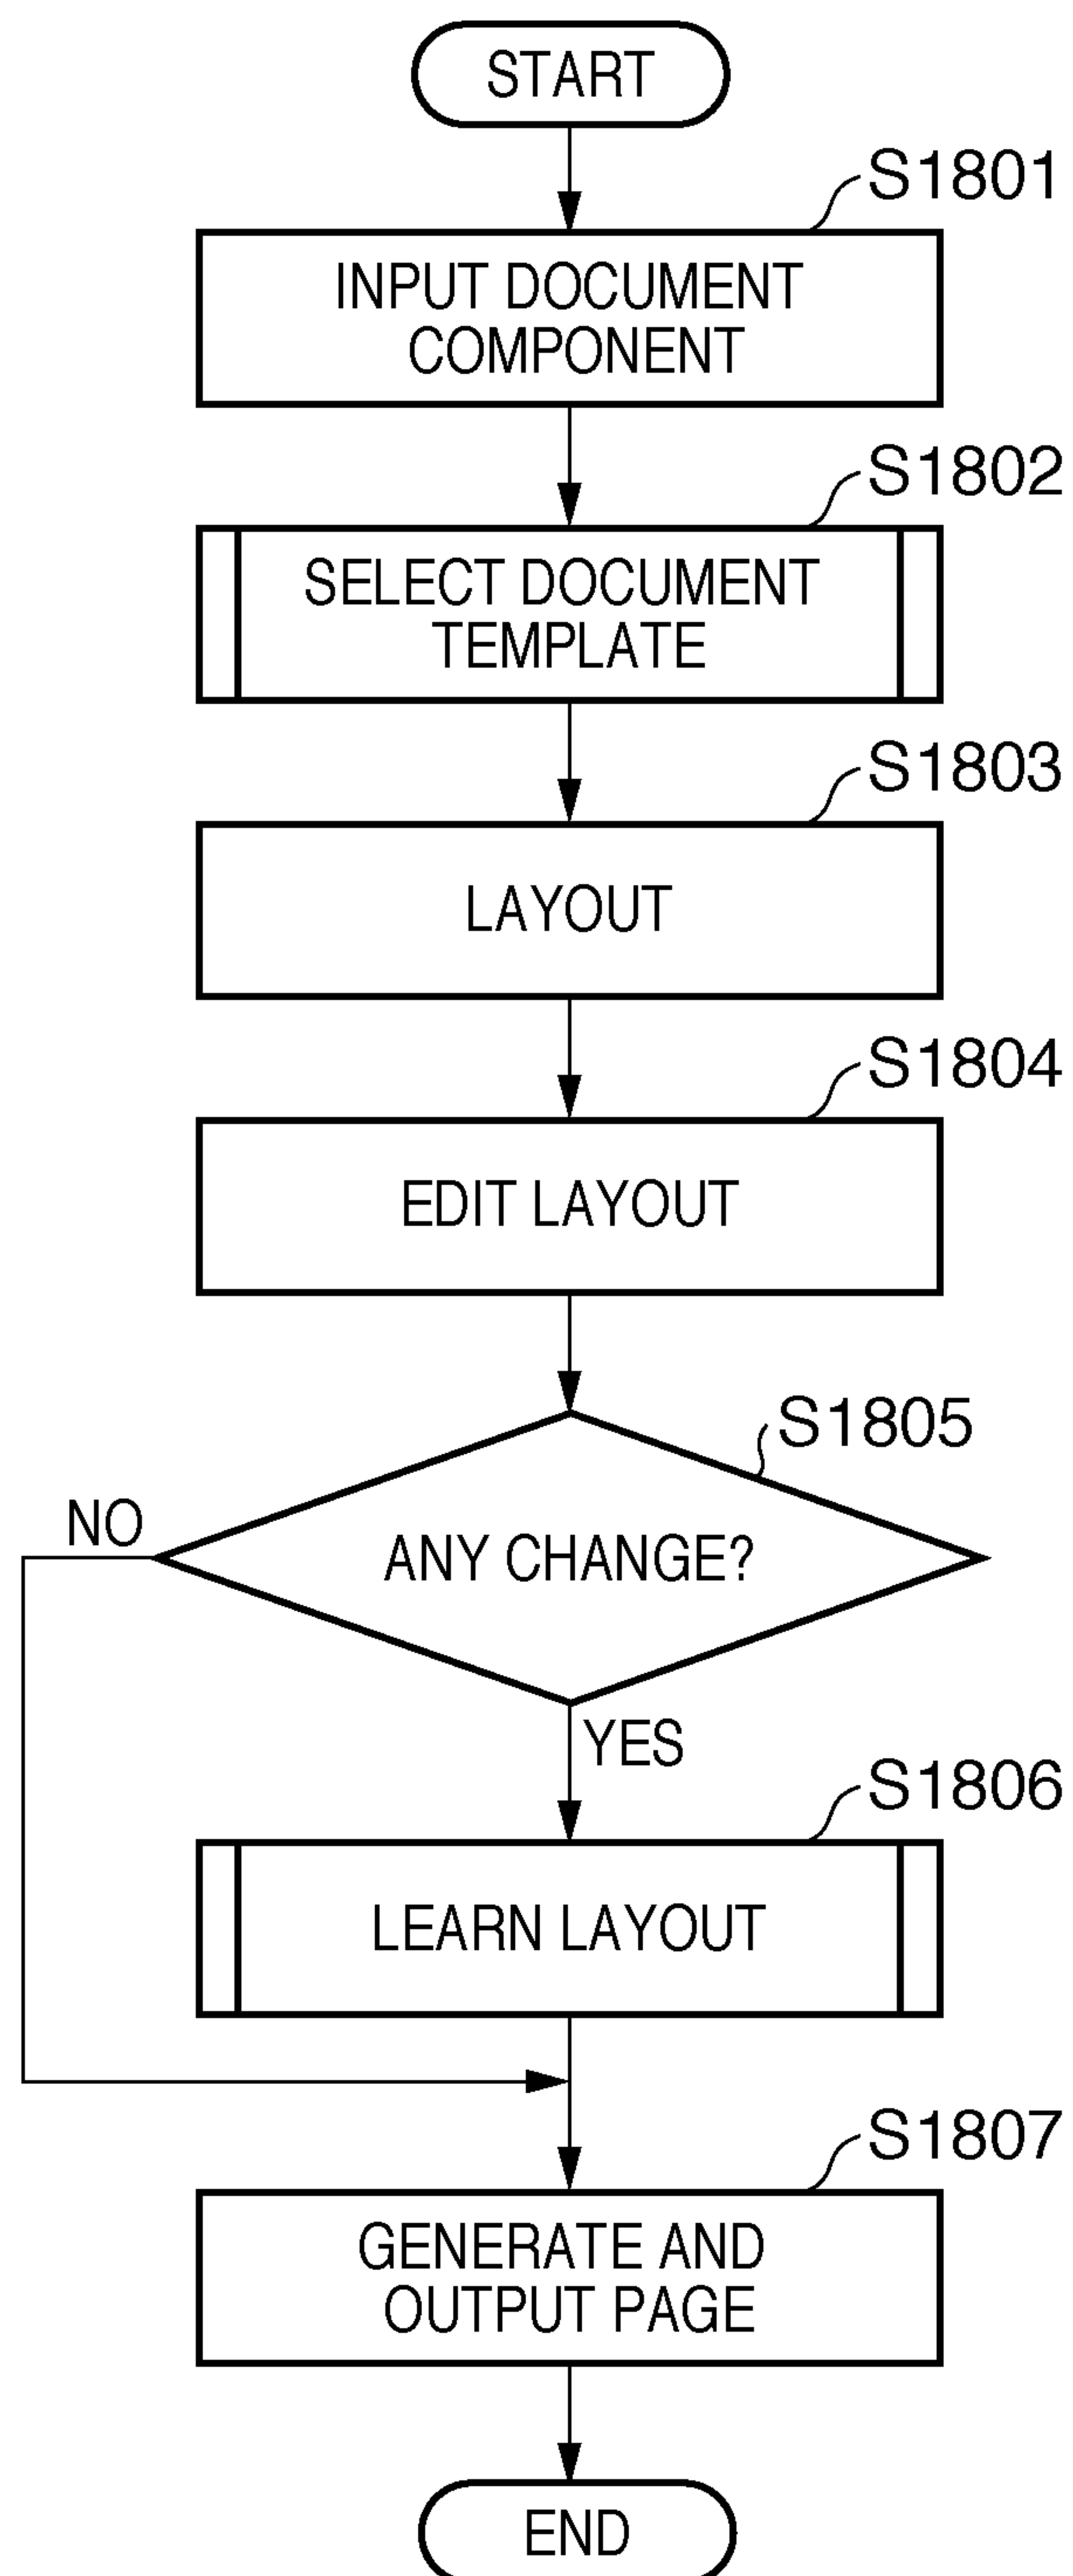 START
S1801
INPUT DOCUMENT
COMPONENT
S1802
SELECT DOCUMENT
TEMPLATE
S1803
LAYOUT
S1804
EDIT LAYOUT
S1805
NO
ANY CHANGE?
YES
S1806
LEARN LAYOUT
S1807
GENERATE AND
OUTPUT PAGE
END